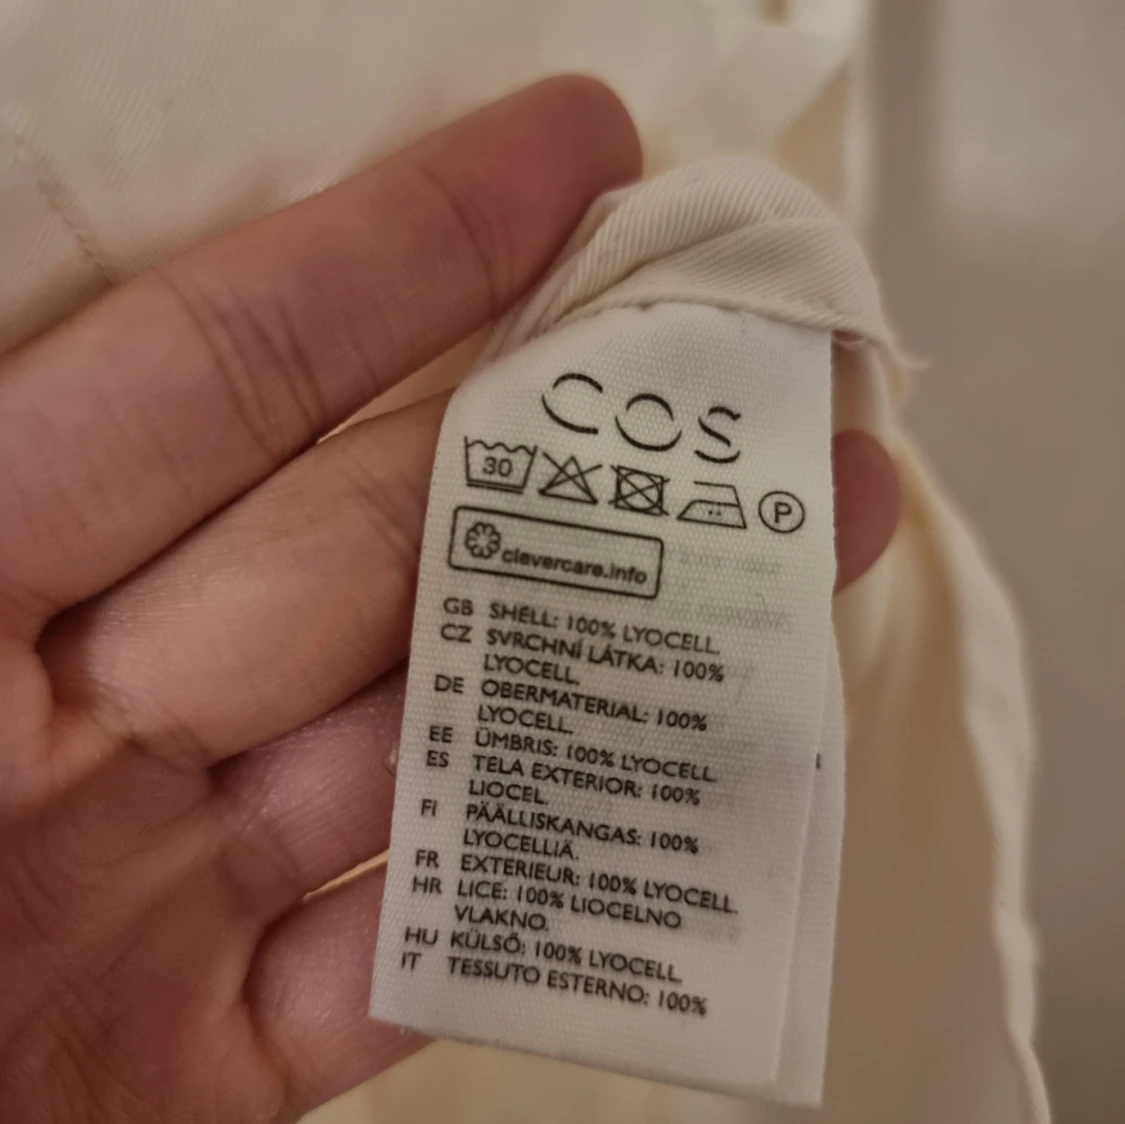 COS
30
P
clevercare.info
GB SHELL: 100% LYOCELL.
CZ SVRCHNÍ LÁTKA: 100%
LYOCELL.
DE OBERMATERIAL: 100%
LYOCELL.
EE ÜMBRIS: 100% LYOCELL.
ES TELA EXTERIOR: 100%
LIOCEL.
FI PÄÄLLISKANGAS: 100%
LYOCELLIÄ.
FR EXTERIEUR: 100% LYOCELL.
HR LICE: 100% LIOCELNO
VLAKNO.
HU KÜLSŐ: 100% LYOCELL.
IT TESSUTO ESTERNO: 100%